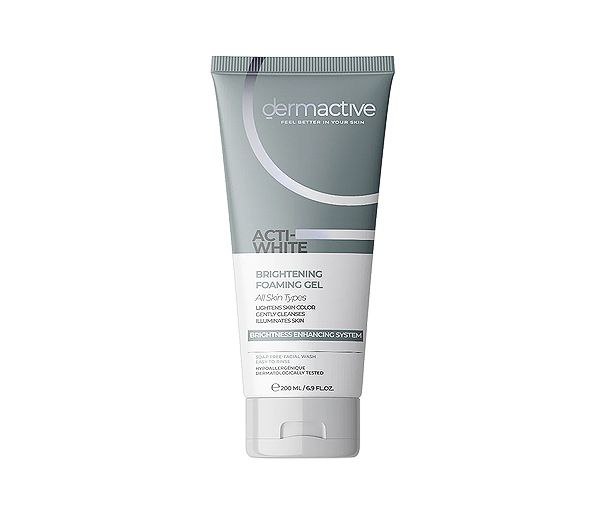 dermactive
FEEL BETTER IN YOUR SKIN
ACTI-
WHITE
BRIGHTENING
FOAMING GEL
All Skin Types
LIGHTENS SKIN COLOR
GENTLY CLEANSES
ILLUMINATES SKIN
BRIGHTNESS ENHANCING SYSTEM
SOAP FREE FACIAL WASH
EASY TO RINSE
HYPOALLERGÉNIQUE
DERMATOLOGICALLY TESTED
℮ 200 ML / 6.9 FL.OZ.